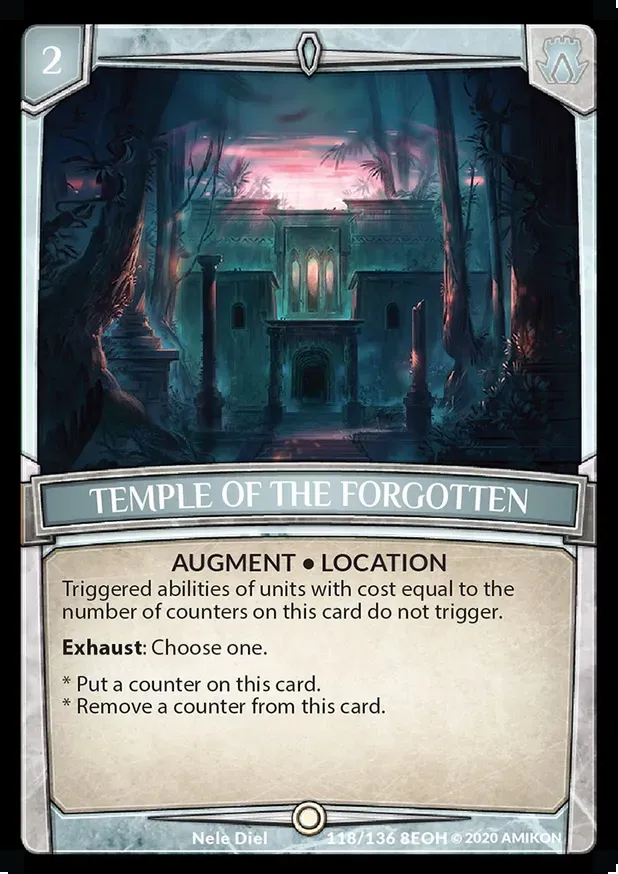 2
TEMPLE OF THE FORGOTTEN
AUGMENT ● LOCATION
Triggered abilities of units with cost equal to the
number of counters on this card do not trigger.
Exhaust: Choose one.
* Put a counter on this card.
* Remove a counter from this card.
Nele Diel 118/136 8EOH © 2020 AMIKON